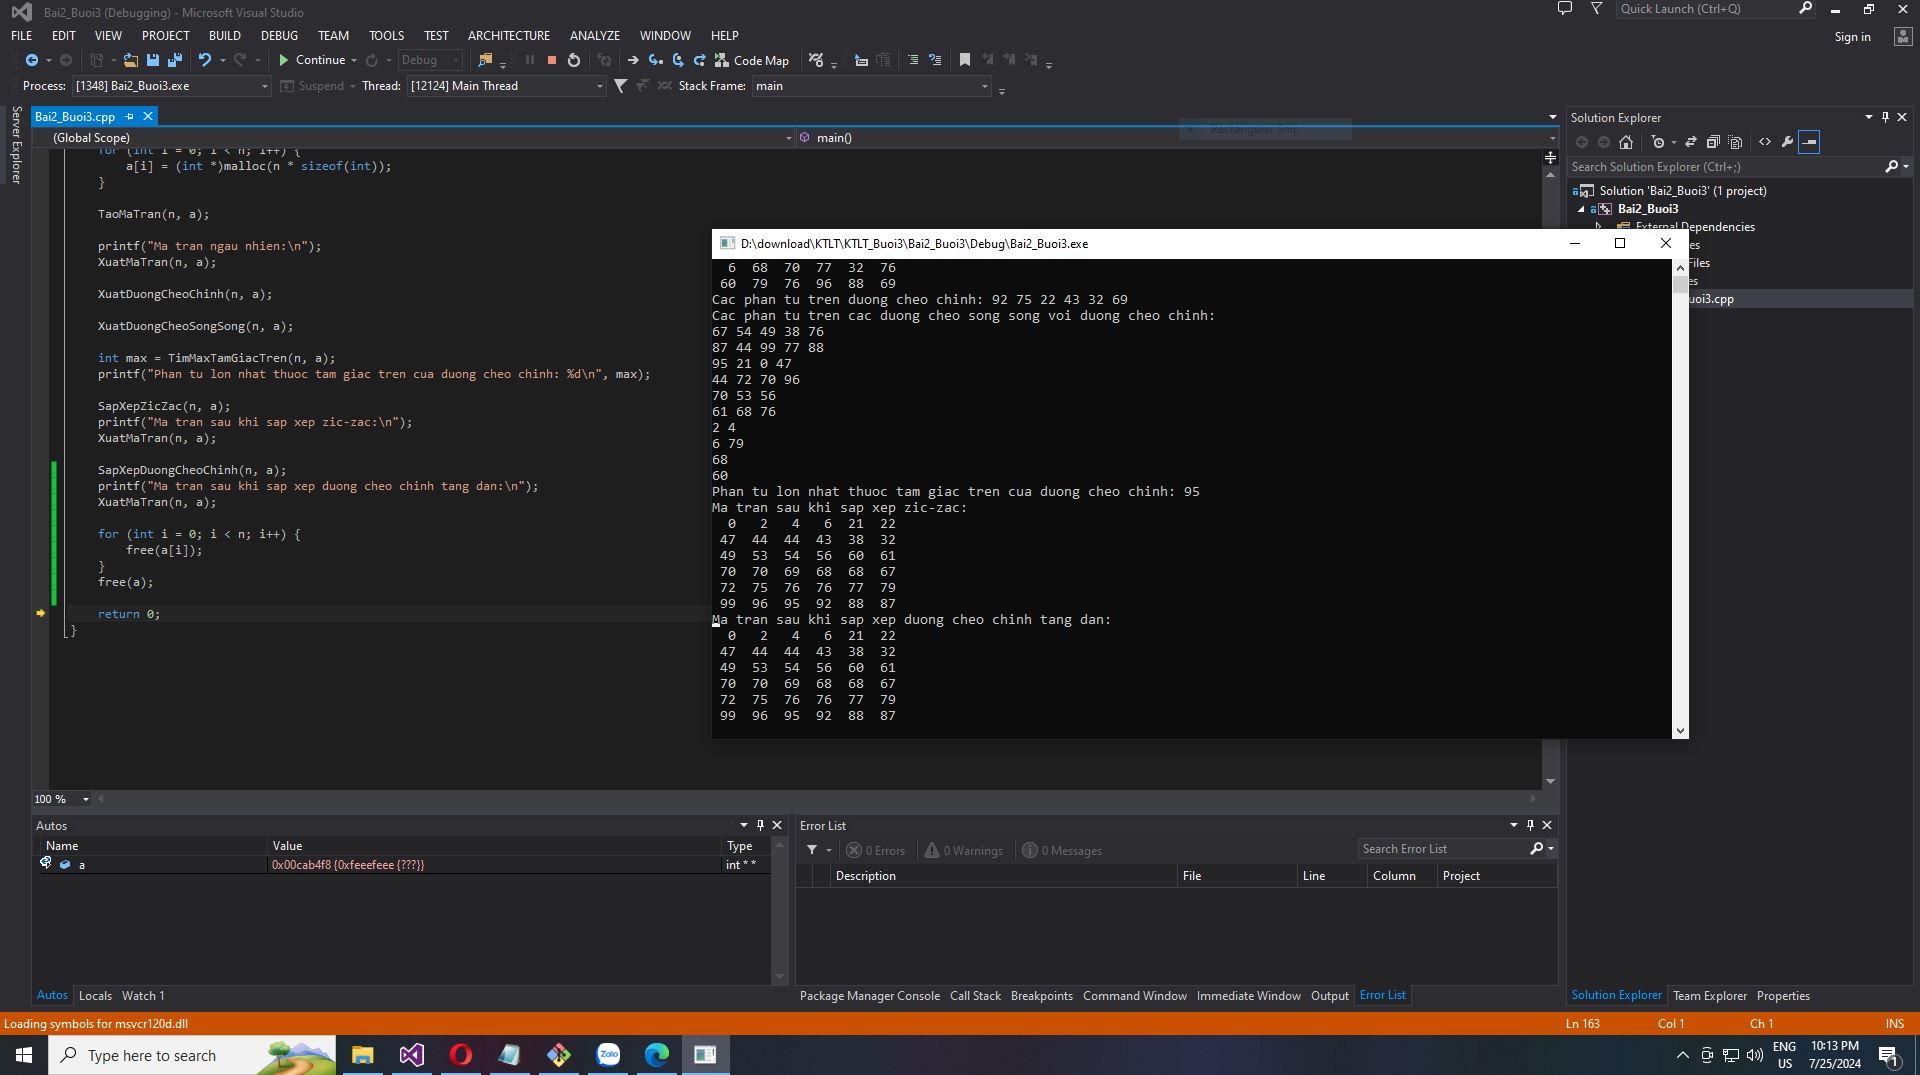 Bai2_Buoi3 (Debugging) - Microsoft Visual Studio
Quick Launch (Ctrl+Q)
FILE EDIT VIEW PROJECT BUILD DEBUG TEAM TOOLS TEST ARCHITECTURE ANALYZE WINDOW HELP
Sign in
Continue Debug Code Map
Process: [1348] Bai2_Buoi3.exe Suspend Thread: [12124] Main Thread Stack Frame: main
Server Explorer
Bai2_Buoi3.cpp
(Global Scope) main()
Rectangular Snip
for (int i = 0; i < n; i++) {
a[i] = (int *)malloc(n * sizeof(int));
}
TaoMaTran(n, a);
printf("Ma tran ngau nhien:\n");
XuatMaTran(n, a);
XuatDuongCheoChinh(n, a);
XuatDuongCheoSongSong(n, a);
int max = TimMaxTamGiacTren(n, a);
printf("Phan tu lon nhat thuoc tam giac tren cua duong cheo chinh: %d\n", max);
SapXepZicZac(n, a);
printf("Ma tran sau khi sap xep zic-zac:\n");
XuatMaTran(n, a);
SapXepDuongCheoChinh(n, a);
printf("Ma tran sau khi sap xep duong cheo chinh tang dan:\n");
XuatMaTran(n, a);
for (int i = 0; i < n; i++) {
free(a[i]);
}
free(a);
return 0;
}
100 %
D:\download\KTLT\KTLT_Buoi3\Bai2_Buoi3\Debug\Bai2_Buoi3.exe
6 68 70 77 32 76
60 79 76 96 88 69
Cac phan tu tren duong cheo chinh: 92 75 22 43 32 69
Cac phan tu tren cac duong cheo song song voi duong cheo chinh:
67 54 49 38 76
87 44 99 77 88
95 21 0 47
44 72 70 96
70 53 56
61 68 76
2 4
6 79
68
60
Phan tu lon nhat thuoc tam giac tren cua duong cheo chinh: 95
Ma tran sau khi sap xep zic-zac:
0 2 4 6 21 22
47 44 44 43 38 32
49 53 54 56 60 61
70 70 69 68 68 67
72 75 76 76 77 79
99 96 95 92 88 87
Ma tran sau khi sap xep duong cheo chinh tang dan:
0 2 4 6 21 22
47 44 44 43 38 32
49 53 54 56 60 61
70 70 69 68 68 67
72 75 76 76 77 79
99 96 95 92 88 87
Solution Explorer
Search Solution Explorer (Ctrl+;)
Solution 'Bai2_Buoi3' (1 project)
Bai2_Buoi3
External Dependencies
es
Files
es
uoi3.cpp
Autos
Name Value Type
a 0x00cab4f8 {0xfeeefeee {???}} int * *
Autos Locals Watch 1
Error List
0 Errors 0 Warnings 0 Messages
Search Error List
Description File Line Column Project
Package Manager Console Call Stack Breakpoints Command Window Immediate Window Output Error List
Solution Explorer Team Explorer Properties
Loading symbols for msvcr120d.dll
Ln 163 Col 1 Ch 1 INS
Type here to search
Zalo
ENG
US
10:13 PM
7/25/2024
1